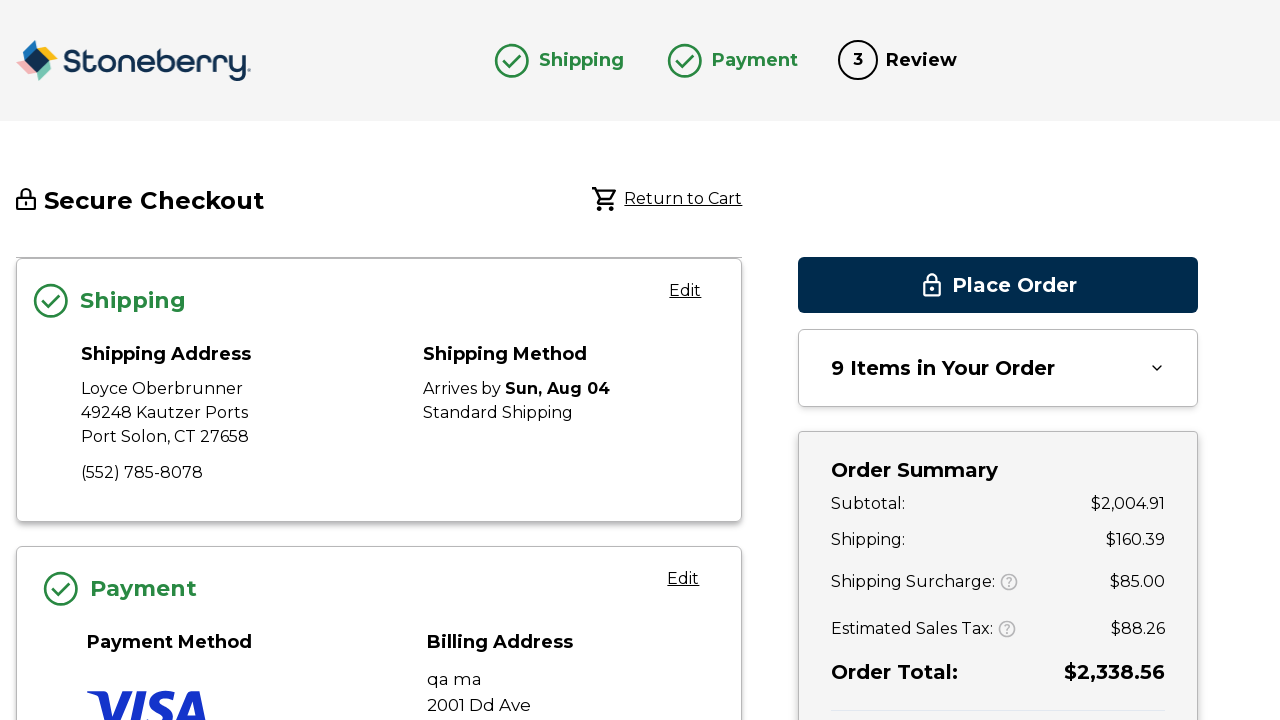 Stoneberry.
Shipping
Payment
3 Review
Secure Checkout
Return to Cart
Shipping
Edit
Shipping Address
Loyce Oberbrunner
49248 Kautzer Ports
Port Solon, CT 27658
(552) 785-8078
Shipping Method
Arrives by Sun, Aug 04
Standard Shipping
Payment
Edit
Payment Method
VISA
Billing Address
qa ma
2001 Dd Ave
Place Order
9 Items in Your Order
Order Summary
Subtotal: $2,004.91
Shipping: $160.39
Shipping Surcharge: ? $85.00
Estimated Sales Tax: ? $88.26
Order Total: $2,338.56